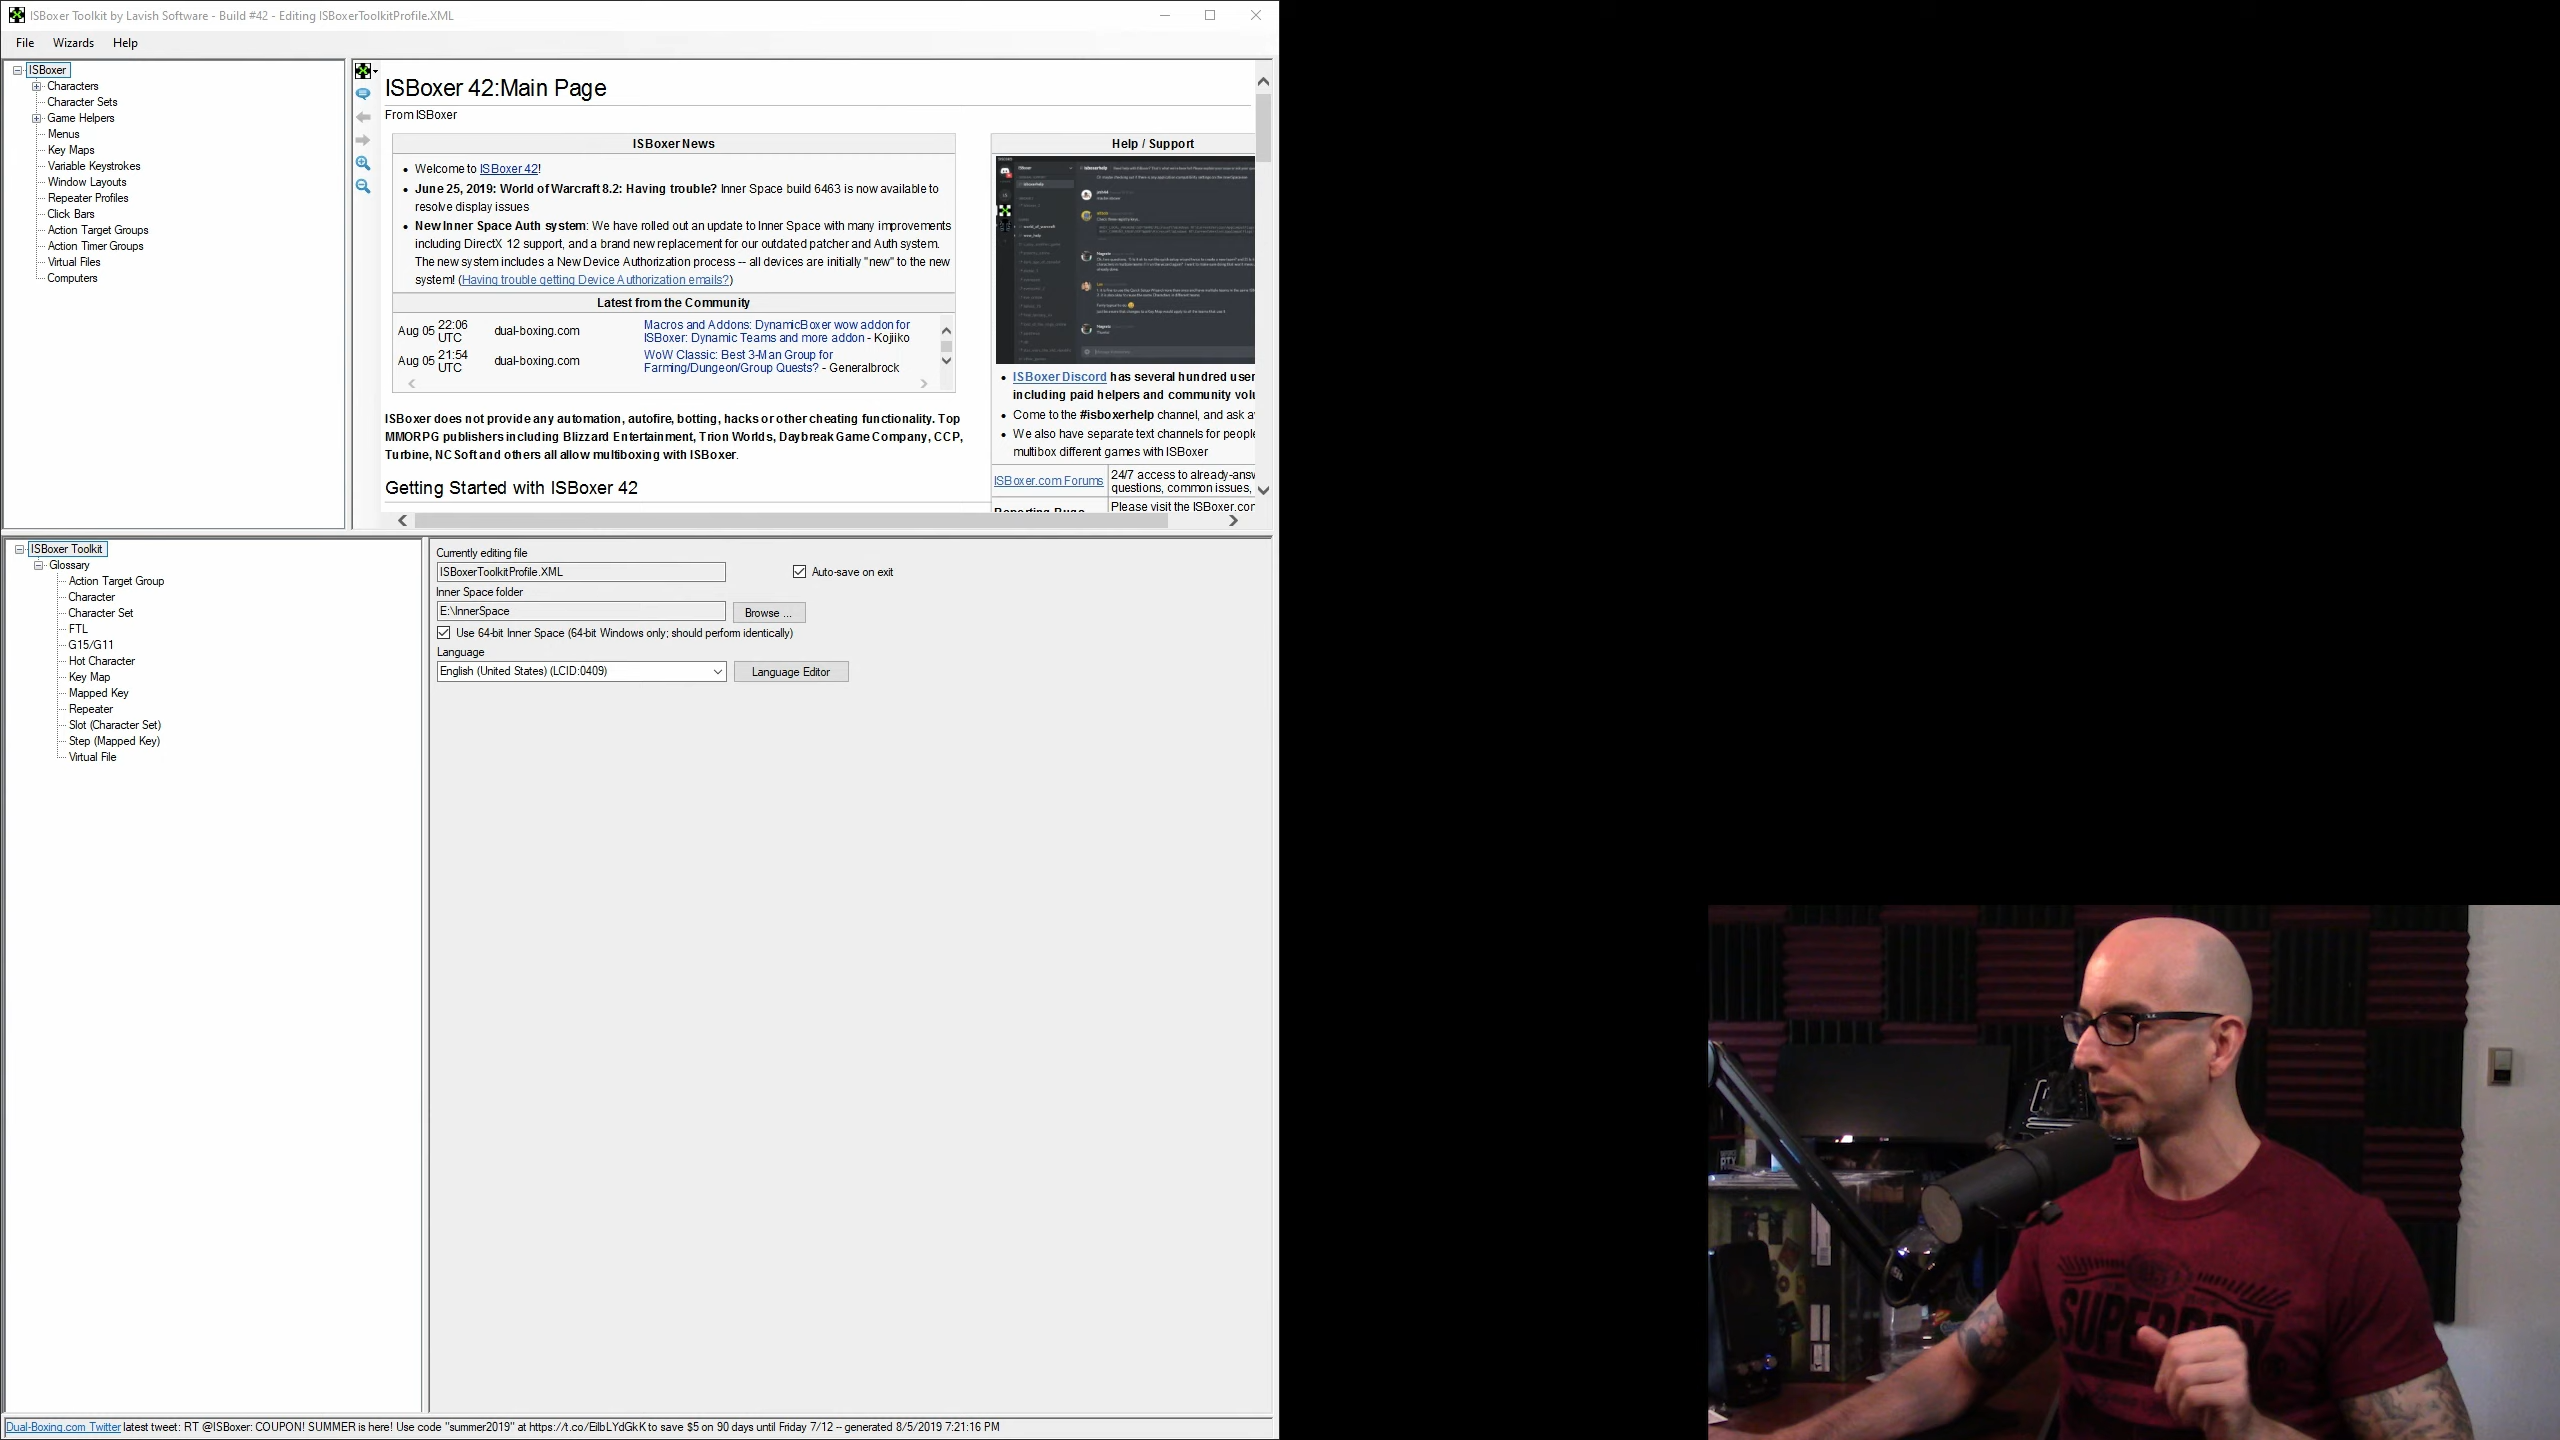 ISBoxer Toolkit by Lavish Software - Build #42 - Editing ISBoxerToolkitProfile.XML
File Wizards Help
ISBoxer
Characters
Character Sets
Game Helpers
Menus
Key Maps
Variable Keystrokes
Window Layouts
Repeater Profiles
Click Bars
Action Target Groups
Action Timer Groups
Virtual Files
Computers
ISBoxer 42:Main Page
From ISBoxer
ISBoxer News
Welcome to ISBoxer 42!
June 25, 2019: World of Warcraft 8.2: Having trouble? Inner Space build 6463 is now available to
resolve display issues
New Inner Space Auth system: We have rolled out an update to Inner Space with many improvements
including DirectX 12 support, and a brand new replacement for our outdated patcher and Auth system.
The new system includes a New Device Authorization process -- all devices are initially "new" to the new
system! (Having trouble getting Device Authorization emails?)
Latest from the Community
Aug 05 22:06 UTC dual-boxing.com Macros and Addons: DynamicBoxer wow addon for
ISBoxer: Dynamic Teams and more addon - Kojiiko
Aug 05 21:54 UTC dual-boxing.com WoW Classic: Best 3-Man Group for
Farming/Dungeon/Group Quests? - Generalbrock
ISBoxer does not provide any automation, autofire, botting, hacks or other cheating functionality. Top
MMORPG publishers including Blizzard Entertainment, Trion Worlds, Daybreak Game Company, CCP,
Turbine, NCSoft and others all allow multiboxing with ISBoxer.
Getting Started with ISBoxer 42
Help / Support
ISBoxer Discord has several hundred user
including paid helpers and community volu
Come to the #isboxerhelp channel, and ask a
We also have separate text channels for people
multibox different games with ISBoxer
ISBoxer.com Forums 24/7 access to already-answ
questions, common issues,
Reporting Bugs Please visit the ISBoxer.con
ISBoxer Toolkit
Glossary
Action Target Group
Character
Character Set
FTL
G15/G11
Hot Character
Key Map
Mapped Key
Repeater
Slot (Character Set)
Step (Mapped Key)
Virtual File
Currently editing file
ISBoxerToolkitProfile.XML Auto-save on exit
Inner Space folder
E:\InnerSpace Browse ...
Use 64-bit Inner Space (64-bit Windows only; should perform identically)
Language
English (United States) (LCID:0409) Language Editor
Dual-Boxing.com Twitter latest tweet: RT @ISBoxer: COUPON! SUMMER is here! Use code "summer2019" at https://t.co/EilbLYdGkK to save $5 on 90 days until Friday 7/12 -- generated 8/5/2019 7:21:16 PM